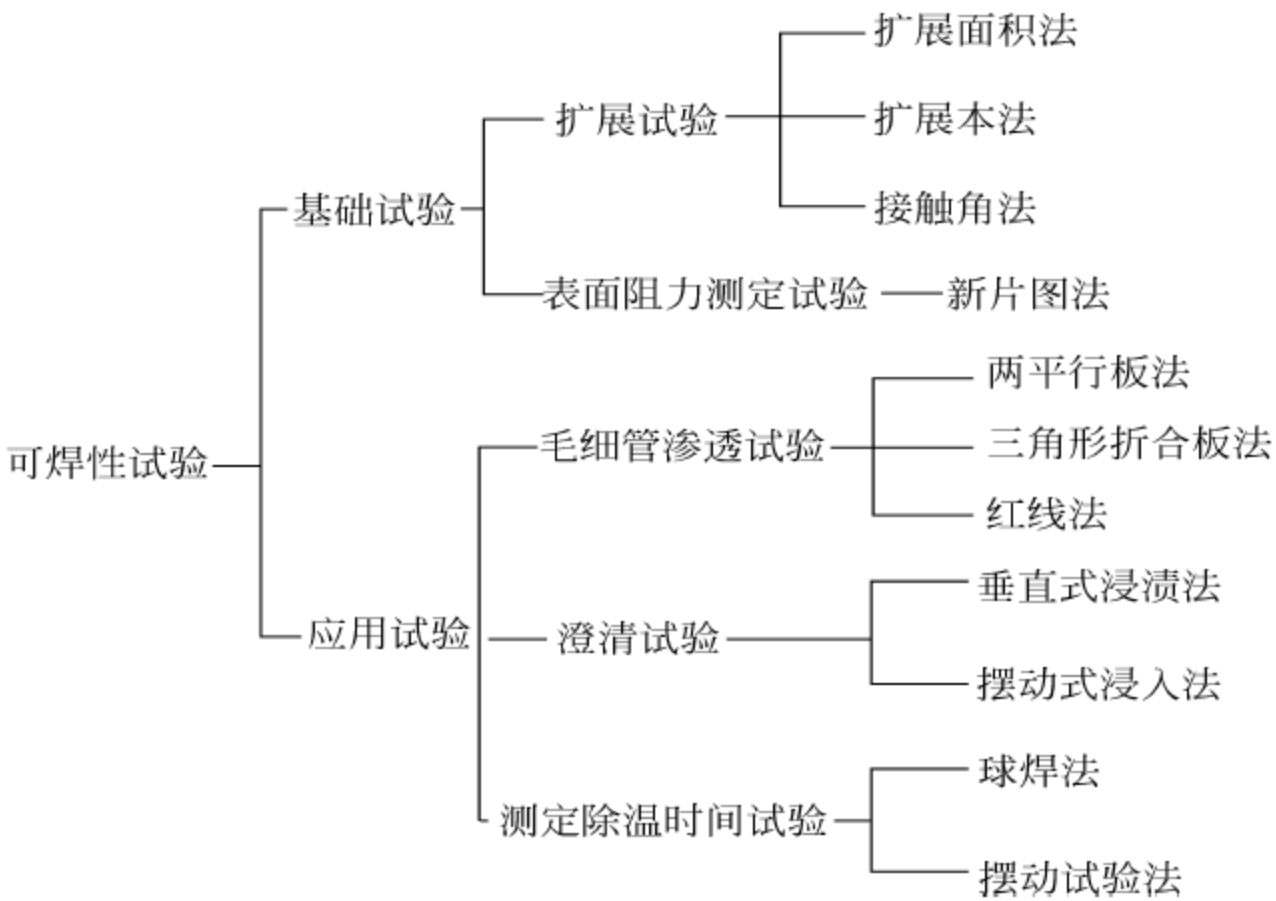 可焊性试验
基础试验
扩展试验
扩展面积法
扩展本法
接触角法
表面阻力测定试验
新片图法
应用试验
毛细管渗透试验
两平行板法
三角形折合板法
红线法
澄清试验
垂直式浸渍法
摆动式浸入法
测定除温时间试验
球焊法
摆动试验法